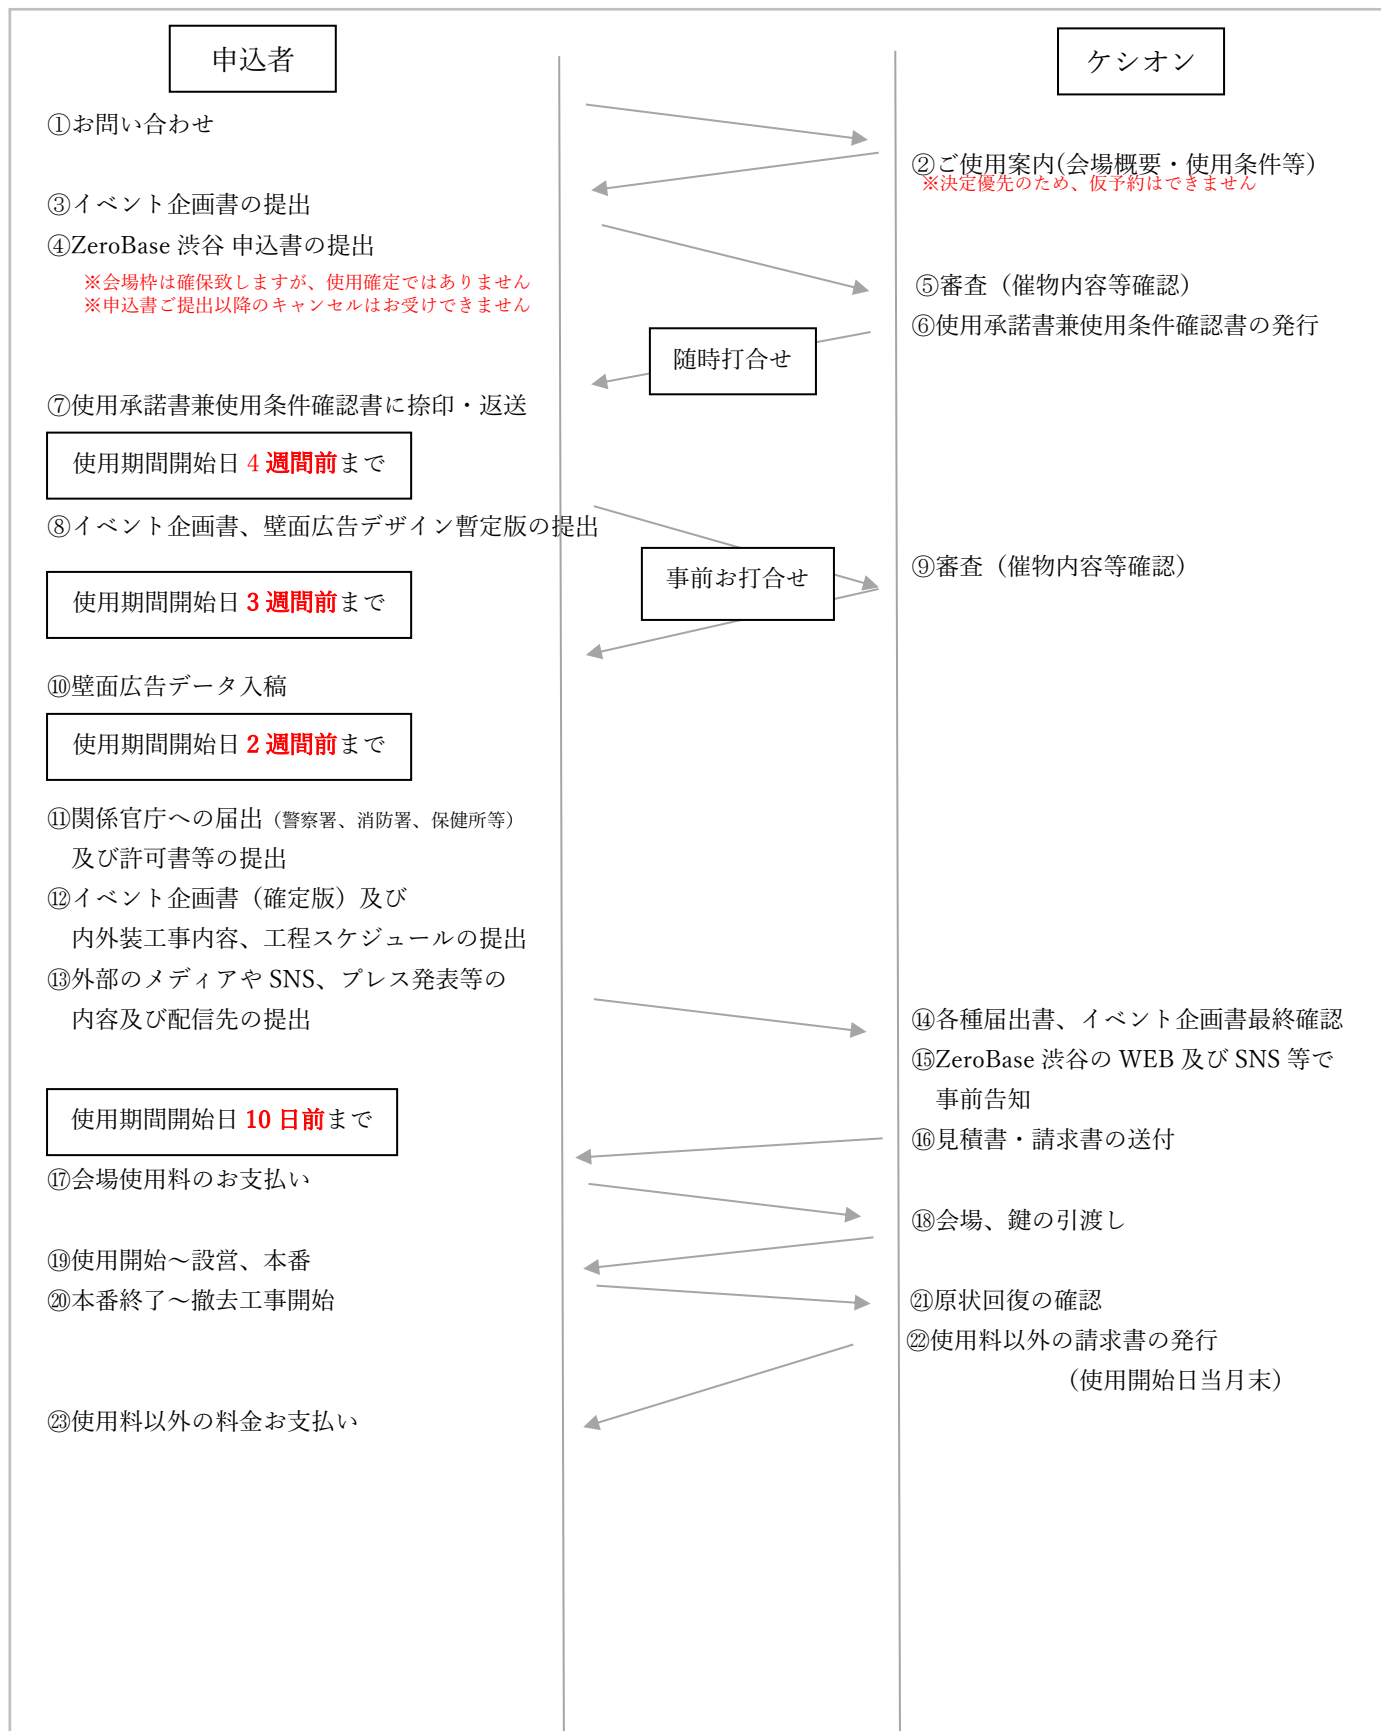 申込者
ケシオン
①お問い合わせ
②ご使用案内(会場概要・使用条件等)
※決定優先のため、仮予約はできません
③イベント企画書の提出
④ZeroBase 渋谷 申込書の提出
※会場枠は確保致しますが、使用確定ではありません
※申込書ご提出以降のキャンセルはお受けできません
⑤審査（催物内容等確認）
⑥使用承諾書兼使用条件確認書の発行
随時打合せ
⑦使用承諾書兼使用条件確認書に捺印・返送
使用期間開始日 4 週間前まで
⑧イベント企画書、壁面広告デザイン暫定版の提出
事前お打合せ
⑨審査（催物内容等確認）
使用期間開始日 3 週間前まで
⑩壁面広告データ入稿
使用期間開始日 2 週間前まで
⑪関係官庁への届出（警察署、消防署、保健所等）
及び許可書等の提出
⑫イベント企画書（確定版）及び
内外装工事内容、工程スケジュールの提出
⑬外部のメディアや SNS、プレス発表等の
内容及び配信先の提出
⑭各種届出書、イベント企画書最終確認
⑮ZeroBase 渋谷の WEB 及び SNS 等で
事前告知
使用期間開始日 10 日前まで
⑯見積書・請求書の送付
⑰会場使用料のお支払い
⑱会場、鍵の引渡し
⑲使用開始～設営、本番
⑳本番終了～撤去工事開始
㉑原状回復の確認
㉒使用料以外の請求書の発行
（使用開始日当月末）
㉓使用料以外の料金お支払い